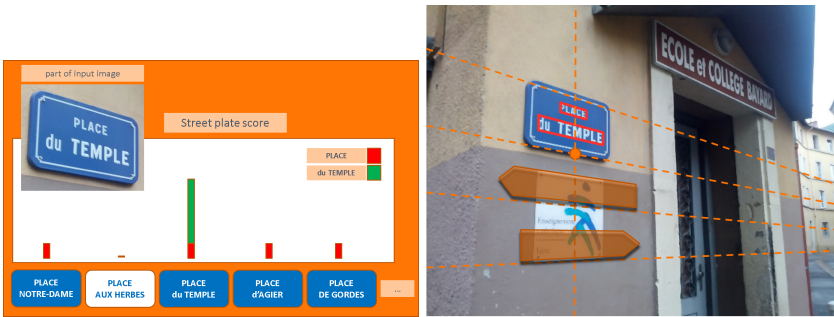 part of input image
PLACE
du TEMPLE
Street plate score
PLACE
du TEMPLE
PLACE
NOTRE-DAME
PLACE
AUX HERBES
PLACE
du TEMPLE
PLACE
d'AGIER
PLACE
DE GORDES
...
ECOLE et COLLEGE BAYARD
PLACE
du TEMPLE
Enseignement